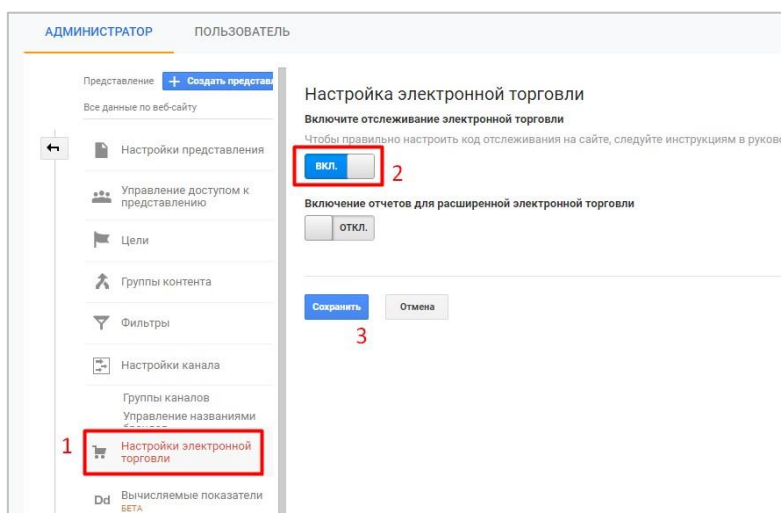 АДМИНИСТРАТОР ПОЛЬЗОВАТЕЛЬ
Представление + Создать представл
Все данные по веб-сайту
Настройки представления
Управление доступом к
представлению
Цели
Группы контента
Фильтры
Настройки канала
Группы каналов
Управление названиями
1 Настройки электронной
торговли
Dd Вычисляемые показатели
БЕТА
Настройка электронной торговли
Включите отслеживание электронной торговли
Чтобы правильно настроить код отслеживания на сайте, следуйте инструкциям в руково
ВКЛ. 2
Включение отчетов для расширенной электронной торговли
ОТКЛ.
Сохранить Отмена
3